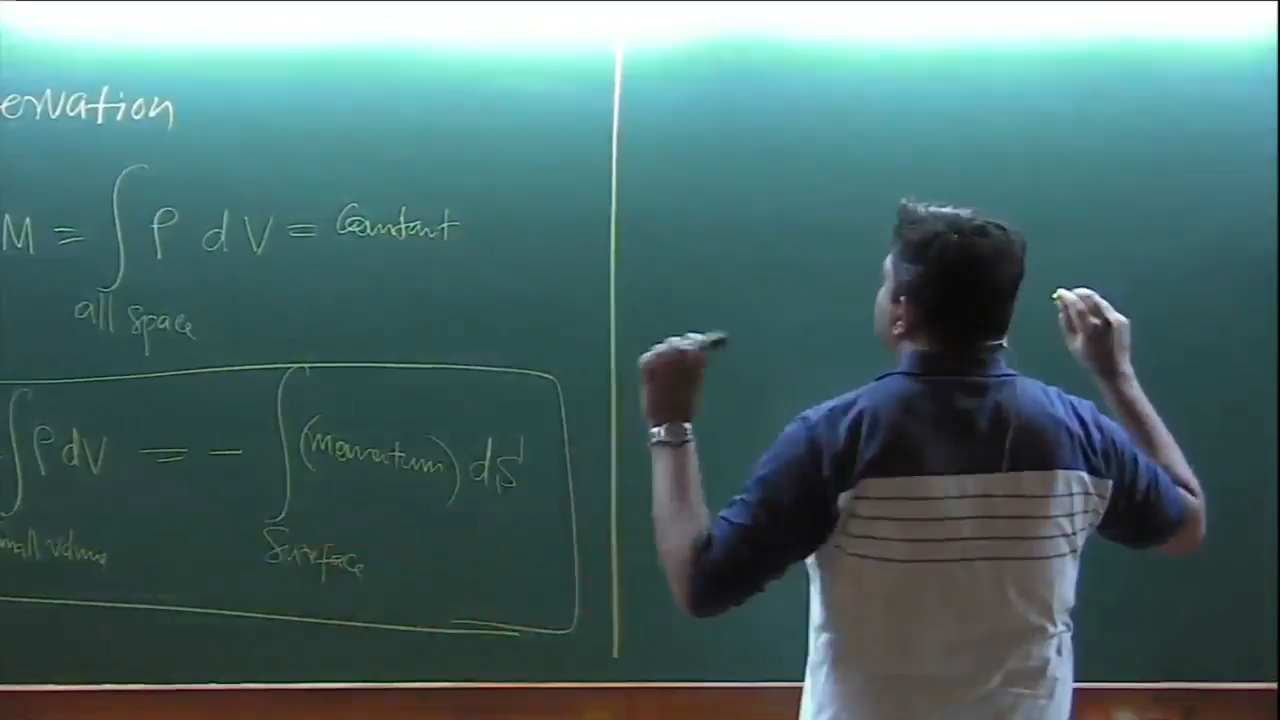 ervation
M = ∫ ρ dV = Constant
all space
∫ ρ dV = - ∫ (momentum) dS
mall volume Surface